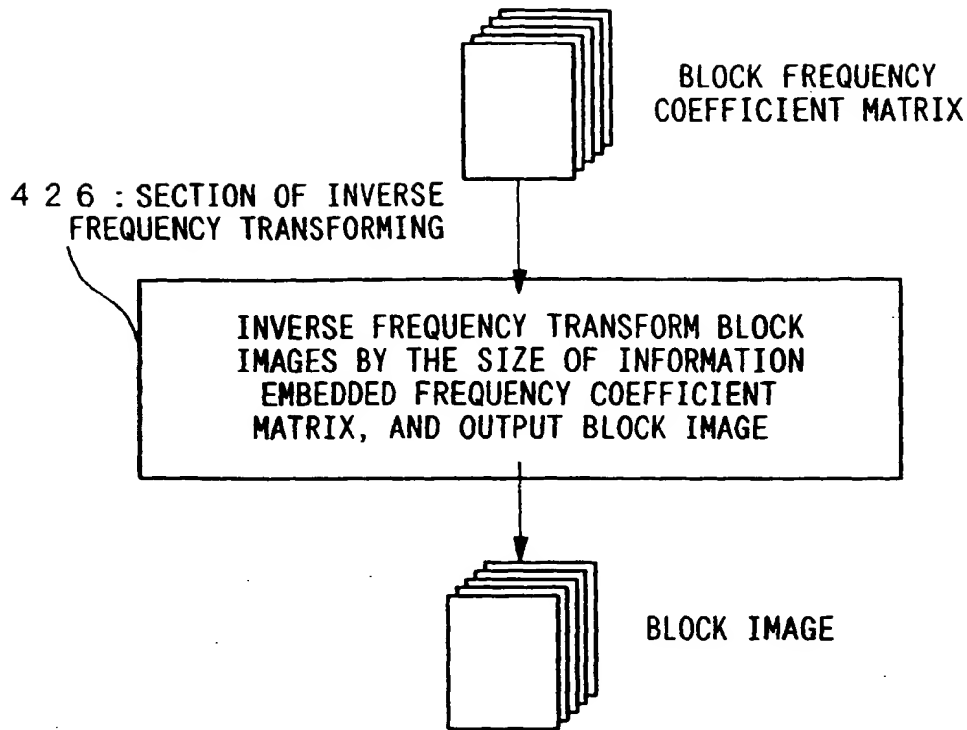 BLOCK FREQUENCY
COEFFICIENT MATRIX
4 2 6 : SECTION OF INVERSE
FREQUENCY TRANSFORMING
INVERSE FREQUENCY TRANSFORM BLOCK
IMAGES BY THE SIZE OF INFORMATION
EMBEDDED FREQUENCY COEFFICIENT
MATRIX, AND OUTPUT BLOCK IMAGE
BLOCK IMAGE